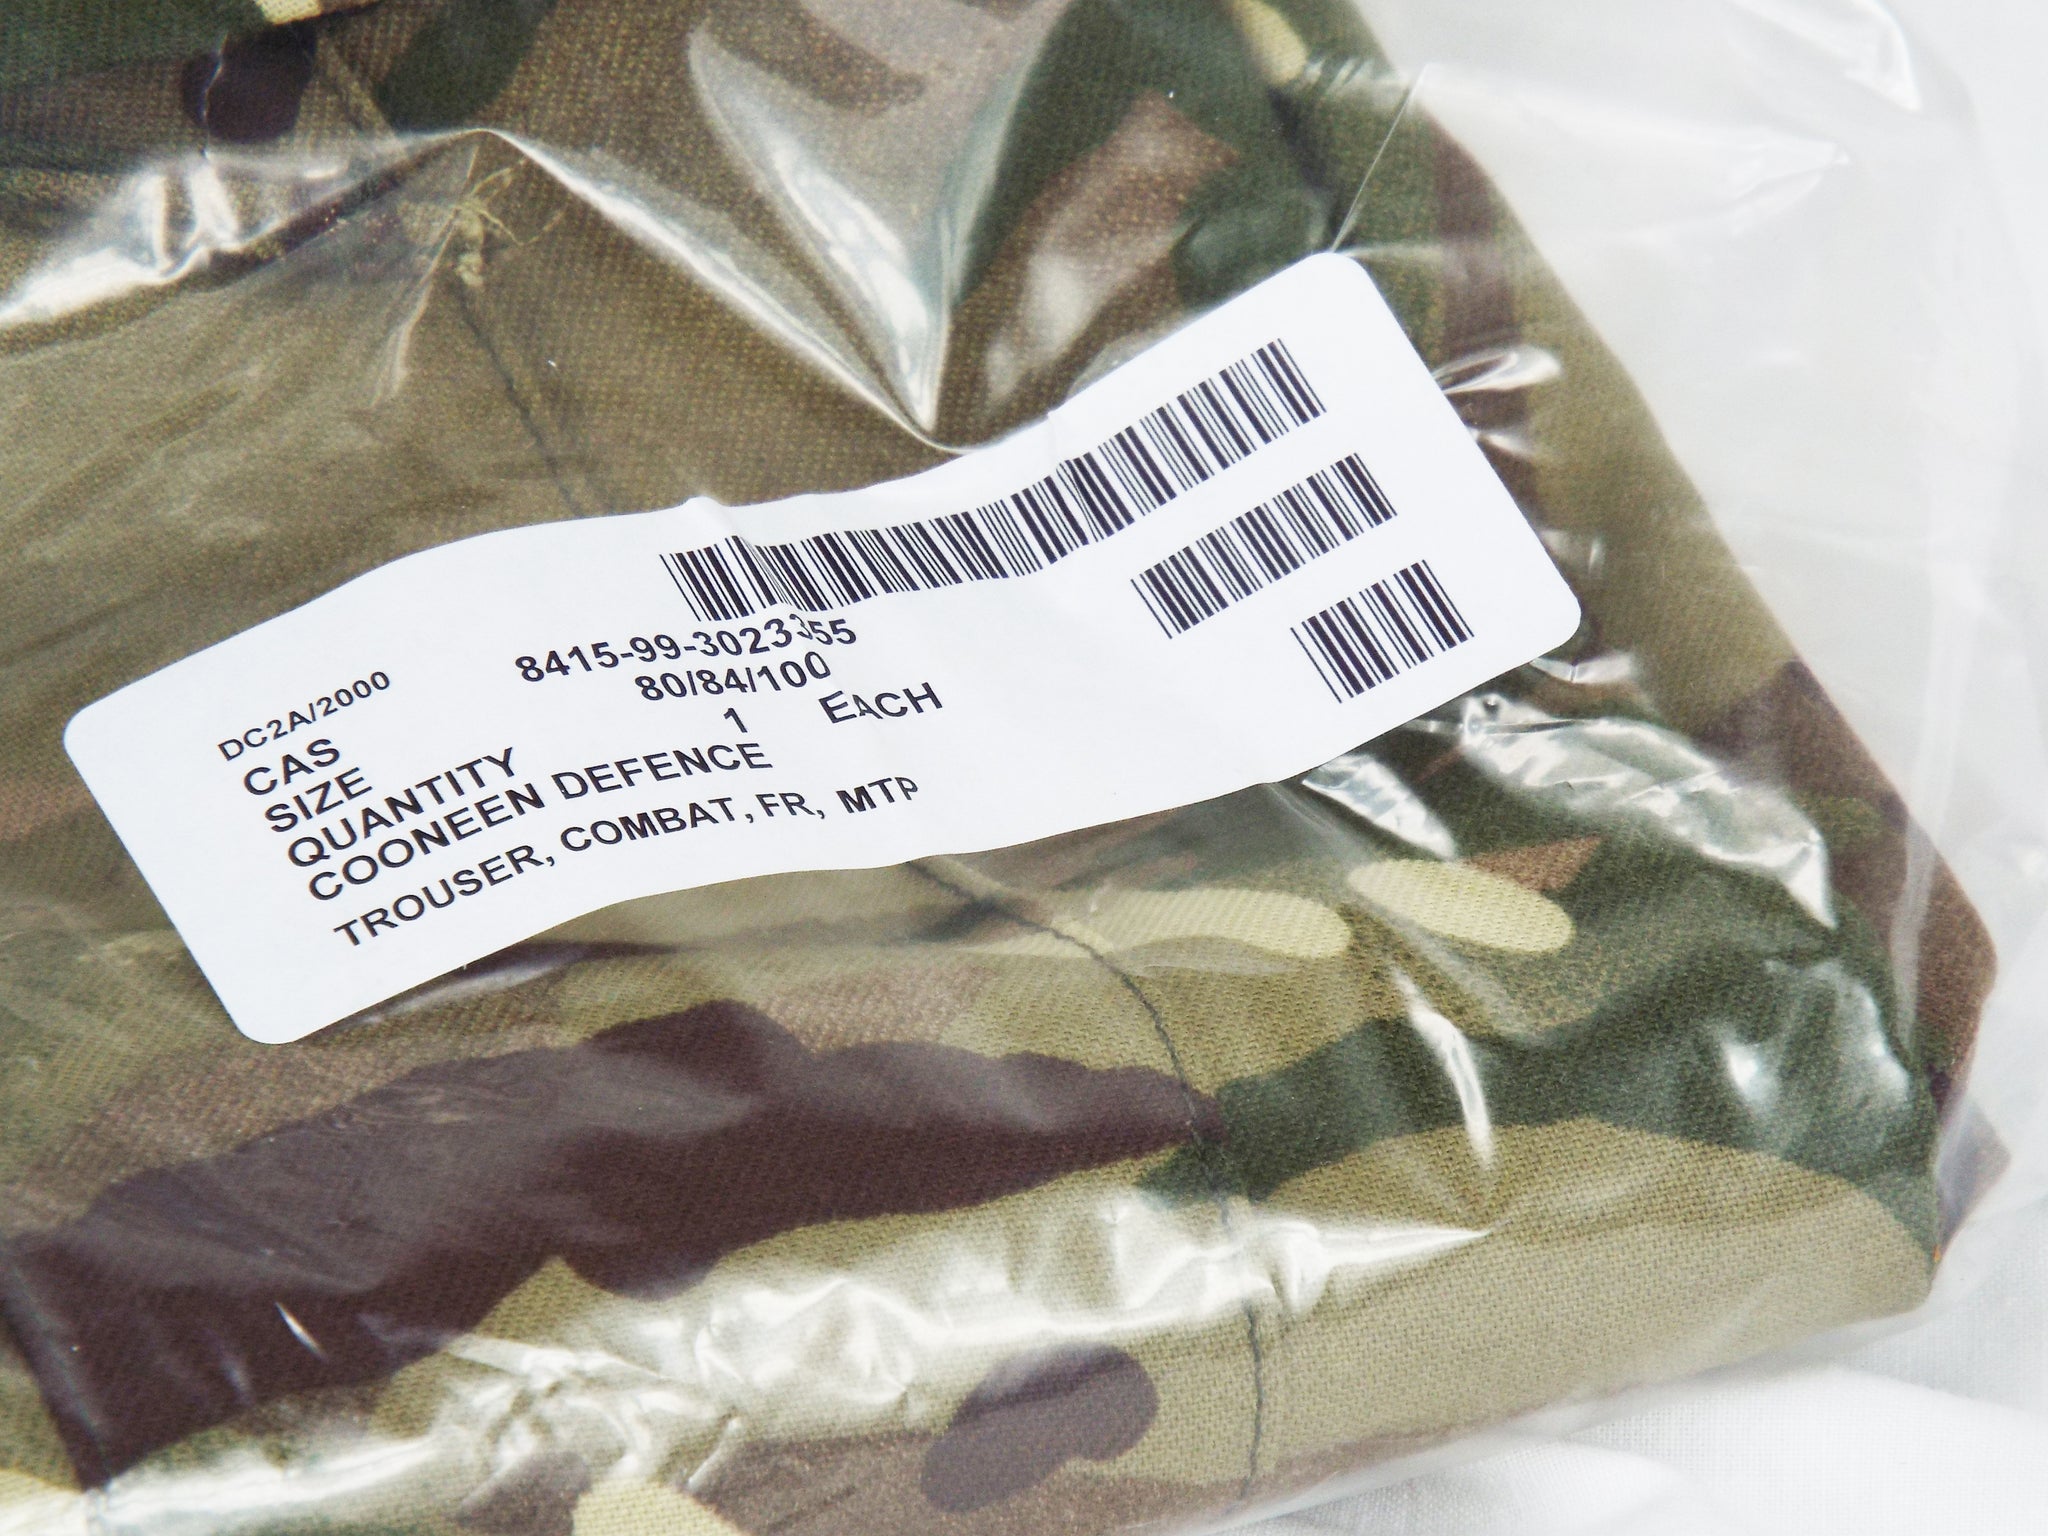 DC2A/2000
CAS 8415-99-3023355
SIZE 80/84/100
QUANTITY 1 EACH
COONEEN DEFENCE
TROUSER, COMBAT, FR, MTP